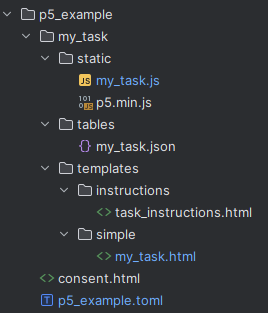 p5_example
my_task
static
JS my_task.js
101 p5.min.js
tables
{} my_task.json
templates
instructions
<> task_instructions.html
simple
<> my_task.html
<> consent.html
T p5_example.toml